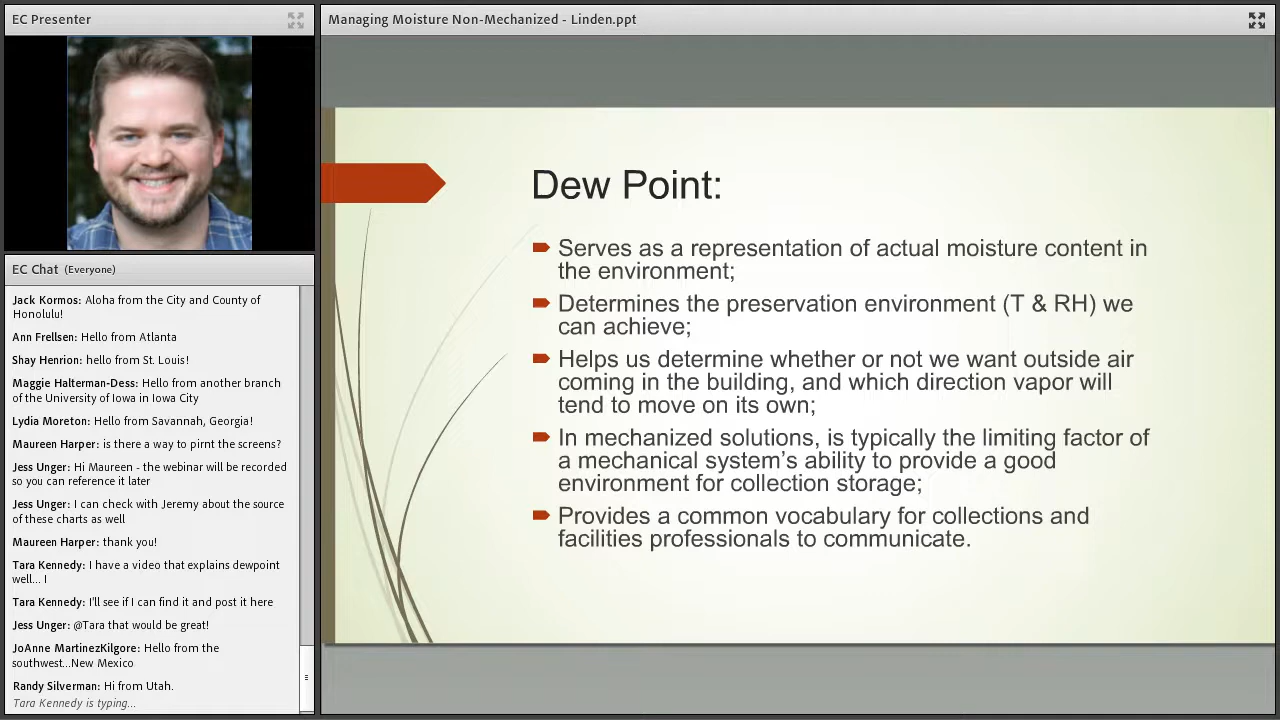 EC Presenter
Managing Moisture Non-Mechanized - Linden.ppt
EC Chat (Everyone)
Jack Kormos: Aloha from the City and County of
Honolulu!
Ann Frellsen: Hello from Atlanta
Shay Henrion: hello from St. Louis!
Maggie Halterman-Dess: Hello from another branch
of the University of Iowa in Iowa City
Lydia Moreton: Hello from Savannah, Georgia!
Maureen Harper: is there a way to pirnt the screens?
Jess Unger: Hi Maureen - the webinar will be recorded
so you can reference it later
Jess Unger: I can check with Jeremy about the source
of these charts as well
Maureen Harper: thank you!
Tara Kennedy: I have a video that explains dewpoint
well... I
Tara Kennedy: I'll see if I can find it and post it here
Jess Unger: @Tara that would be great!
JoAnne MartinezKilgore: Hello from the
southwest...New Mexico
Randy Silverman: Hi from Utah.
Tara Kennedy is typing...
Dew Point:
Serves as a representation of actual moisture content in
the environment;
Determines the preservation environment (T & RH) we
can achieve;
Helps us determine whether or not we want outside air
coming in the building, and which direction vapor will
tend to move on its own;
In mechanized solutions, is typically the limiting factor of
a mechanical system's ability to provide a good
environment for collection storage;
Provides a common vocabulary for collections and
facilities professionals to communicate.